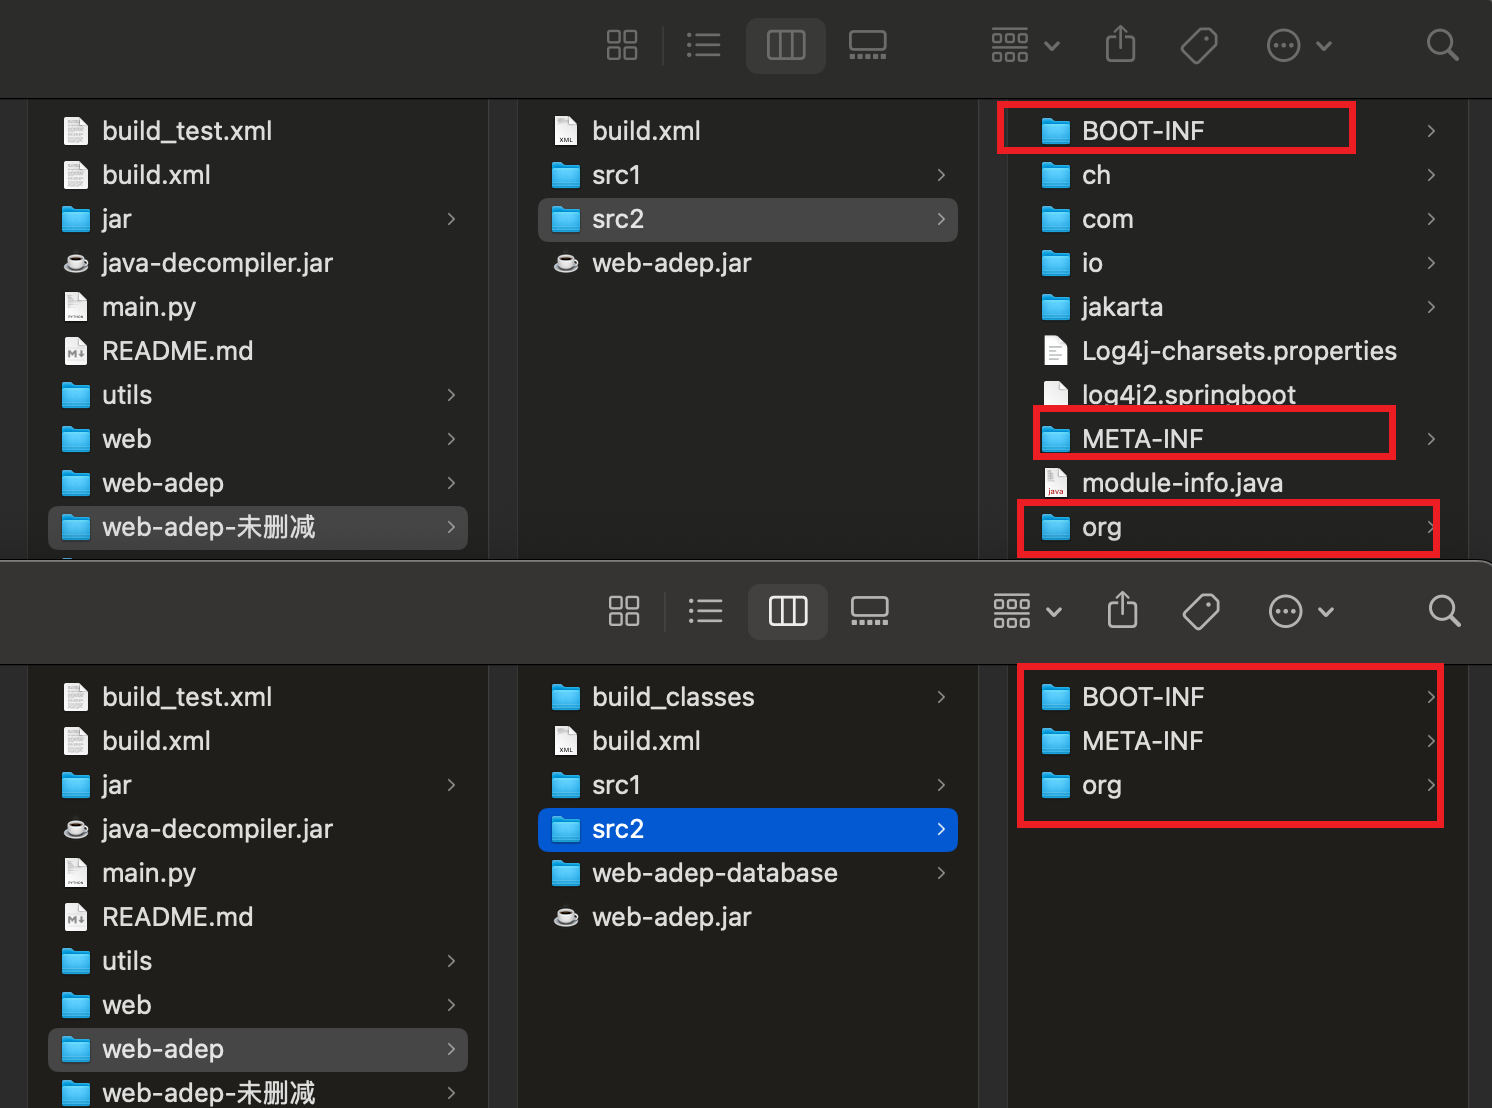 build_test.xml
build.xml
jar
java-decompiler.jar
main.py
README.md
utils
web
web-adep
web-adep-未删减
build.xml
src1
src2
web-adep.jar
BOOT-INF
ch
com
io
jakarta
Log4j-charsets.properties
log4j2.springboot
META-INF
module-info.java
org
build_test.xml
build.xml
jar
java-decompiler.jar
main.py
README.md
utils
web
web-adep
web-adep-未删减
build_classes
build.xml
src1
src2
web-adep-database
web-adep.jar
BOOT-INF
META-INF
org